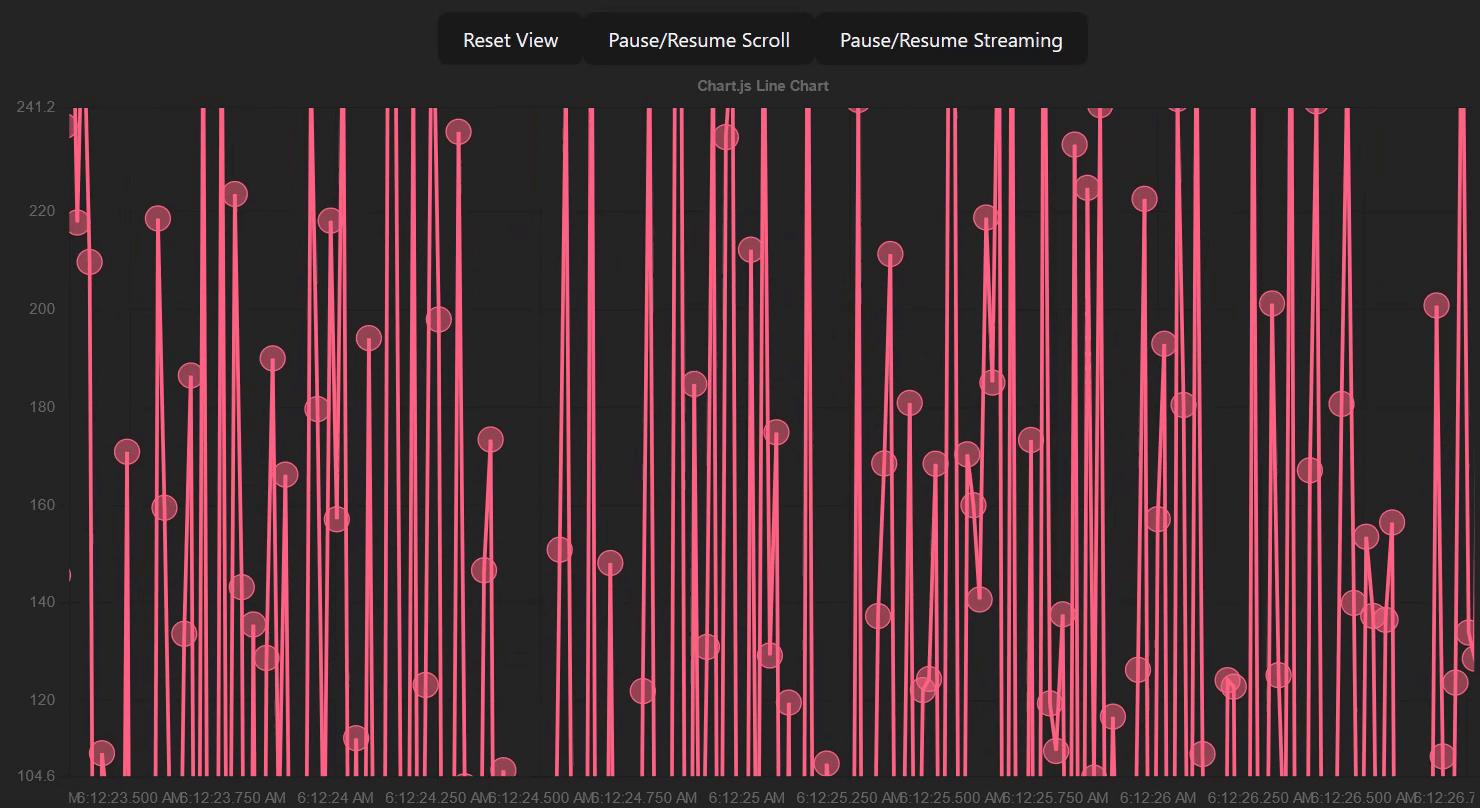 Reset View Pause/Resume Scroll Pause/Resume Streaming
Chart.js Line Chart
241.2
220
200
180
160
140
120
104.6
M6:12:23.500 AM6:12:23.750 AM 6:12:24 AM 6:12:24.250 AM6:12:24.500 AM6:12:24.750 AM 6:12:25 AM 6:12:25.250 AM6:12:25.500 AM6:12:25.750 AM 6:12:26 AM 6:12:26.250 AM6:12:26.500 AM6:12:26.7